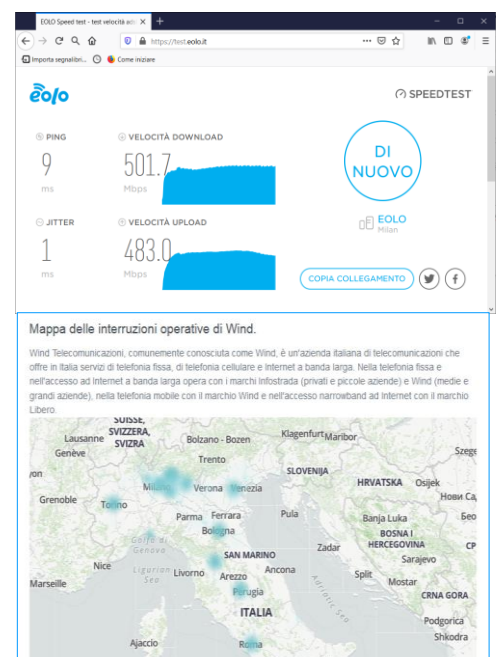 EOLO Speed test - test velocità adsl
https://test.eolo.it
Importa segnalibri...
Come iniziare
eolo
SPEEDTEST
PING
9
ms
VELOCITÀ DOWNLOAD
501.7
Mbps
DI
NUOVO
JITTER
1
ms
VELOCITÀ UPLOAD
483.0
Mbps
EOLO
Milan
COPIA COLLEGAMENTO
Mappa delle interruzioni operative di Wind.
Wind Telecomunicazioni, comunemente conosciuta come Wind, è un'azienda italiana di telecomunicazioni che
offre in Italia servizi di telefonia fissa, di telefonia cellulare e Internet a banda larga. Nella telefonia fissa e
nell'accesso ad Internet a banda larga opera con i marchi Infostrada (privati e piccole aziende) e Wind (medie e
grandi aziende), nella telefonia mobile con il marchio Wind e nell'accesso narrowband ad Internet con il marchio
Libero.
SUISSE,
SVIZZERA,
SVIZRA
Lausanne
Genève
Bolzano - Bozen
Klagenfurt
Maribor
Szege
Trento
SLOVENIJA
yon
Milano
Verona
Venezia
HRVATSKA
Osijek
Grenoble
Torino
Нови Са
Parma
Ferrara
Pula
Banja Luka
Бео
Bologna
BOSNA I
HERCEGOVINA
Golfo di
Genova
SAN MARINO
Zadar
Sarajevo
СР
Nice
Ligurian
Sea
Livorno
Arezzo
Ancona
Split
Mostar
Marseille
Perugia
Adriatic Sea
CRNA GORA
ITALIA
Podgorica
Shkodra
Ajaccio
Roma